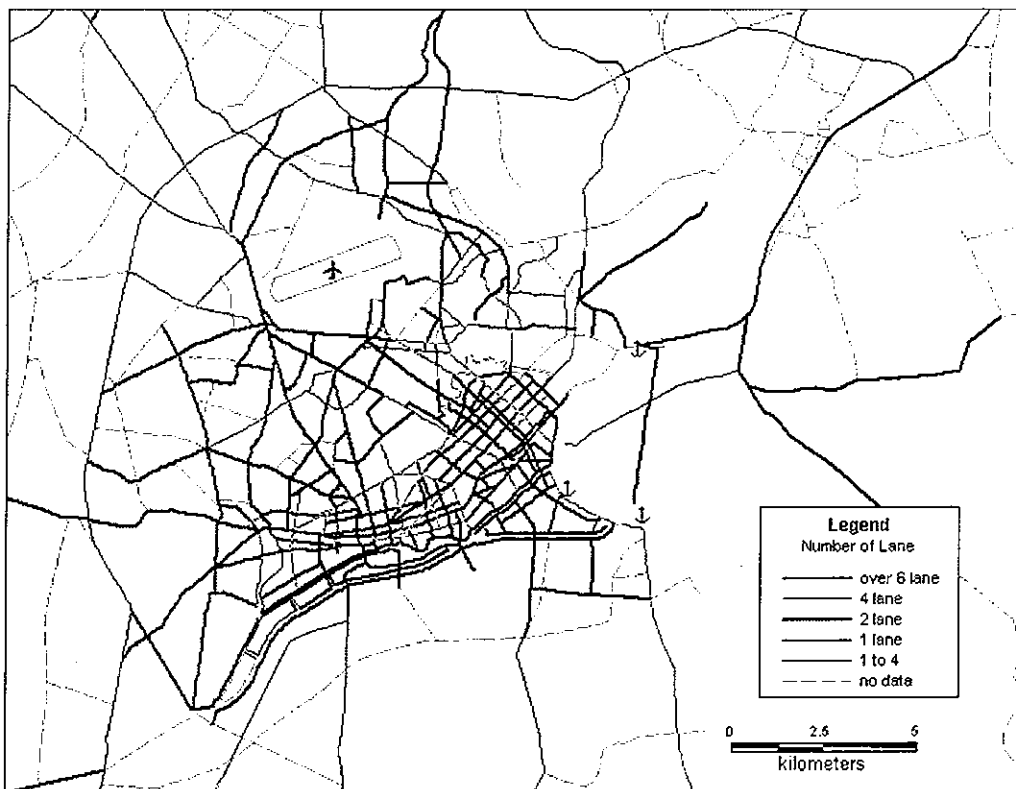 Legend
Number of Lane
over 6 lane
4 lane
2 lane
1 lane
1 to 4
no data
0 2.5 5
kilometers